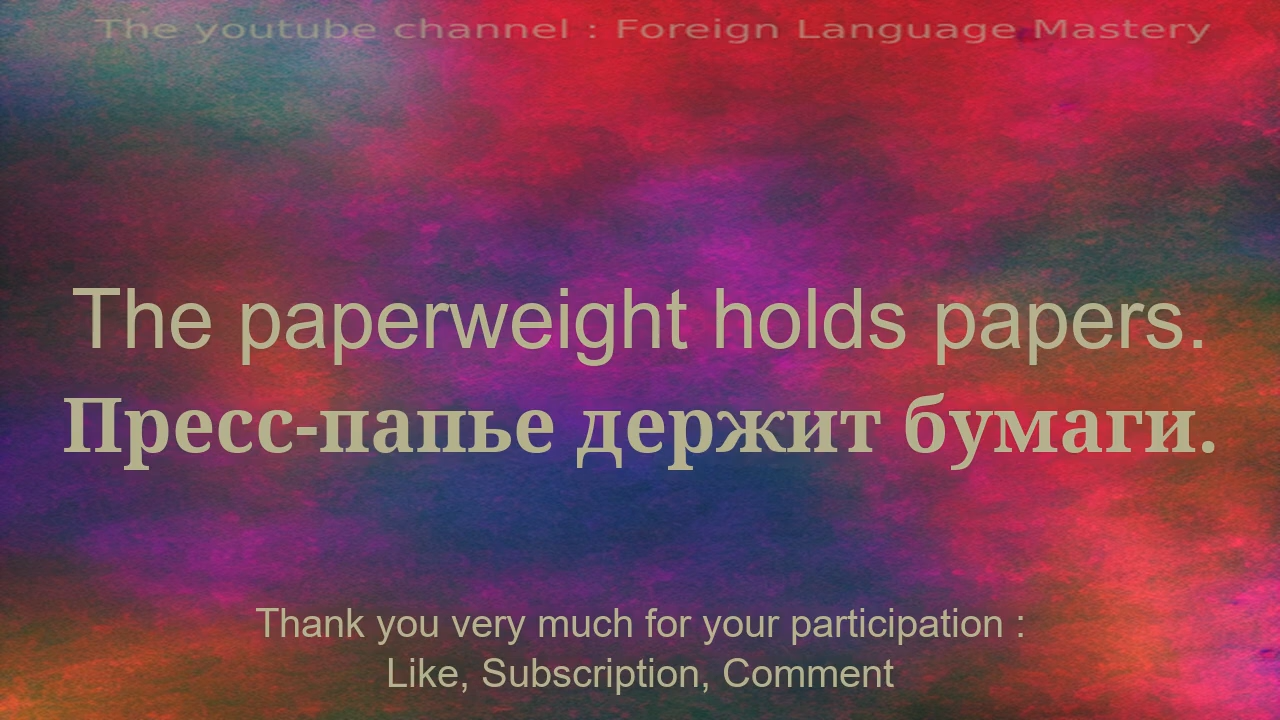 The youtube channel : Foreign Language Mastery
The paperweight holds papers.
Пресс-папье держит бумаги.
Thank you very much for your participation :
Like, Subscription, Comment